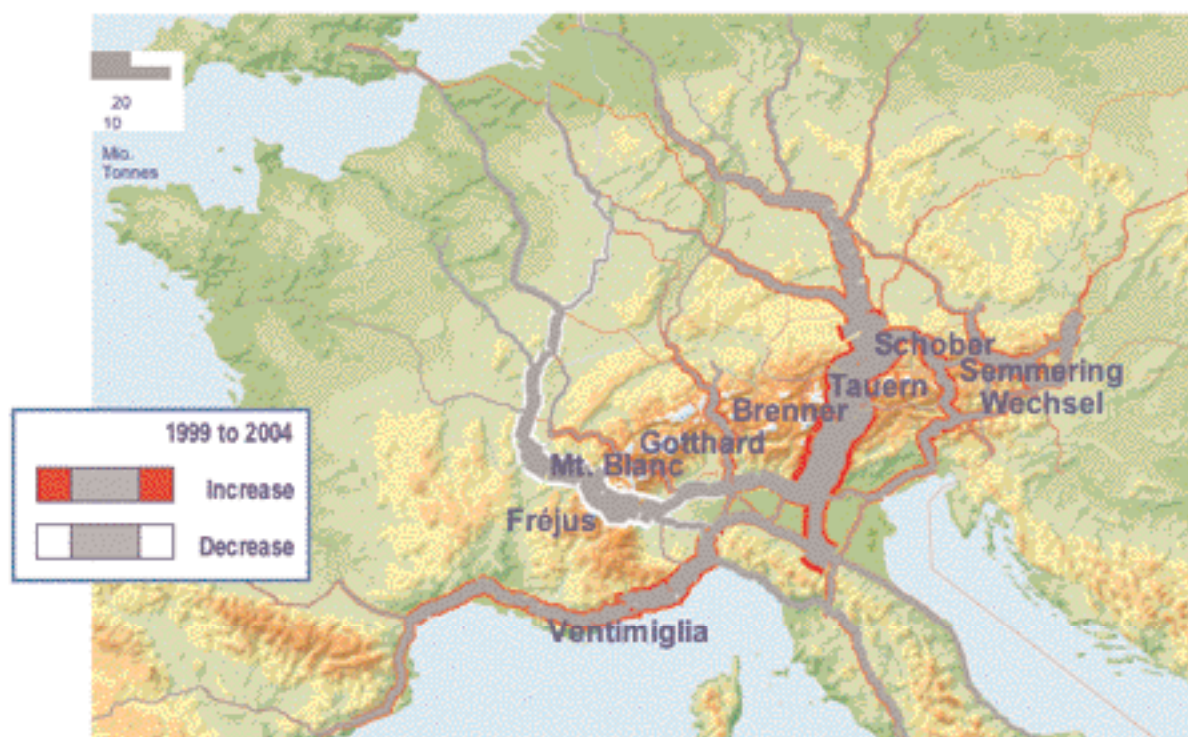 20
10
Mio.
Tonnes
Schober
Semmering
Tauern
Wechsel
Brenner
Gotthard
Mt. Blanc
Fréjus
Ventimiglia
1999 to 2004
Increase
Decrease